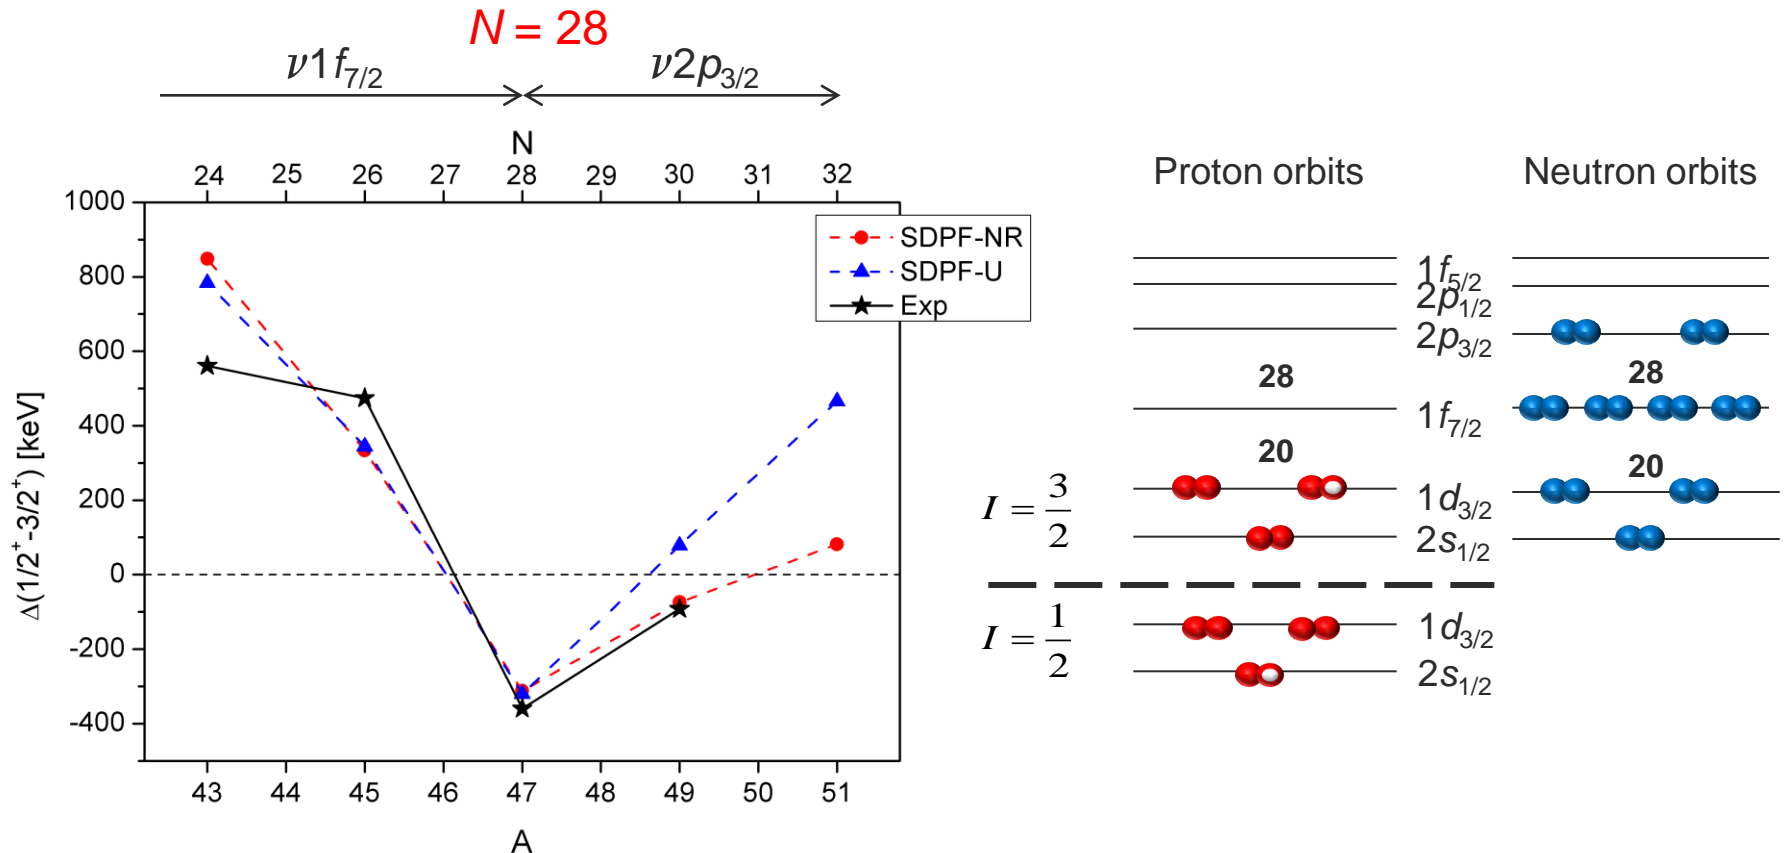 N = 28
ν1f7/2
ν2p3/2
N
24 25 26 27 28 29 30 31 32
1000
800
600
400
200
0
-200
-400
Δ(1/2+-3/2+) [keV]
43 44 45 46 47 48 49 50 51
A
SDPF-NR
SDPF-U
Exp
Proton orbits
Neutron orbits
1f5/2
2p1/2
2p3/2
28
28
1f7/2
20
20
I = 3/2
1d3/2
2s1/2
I = 1/2
1d3/2
2s1/2